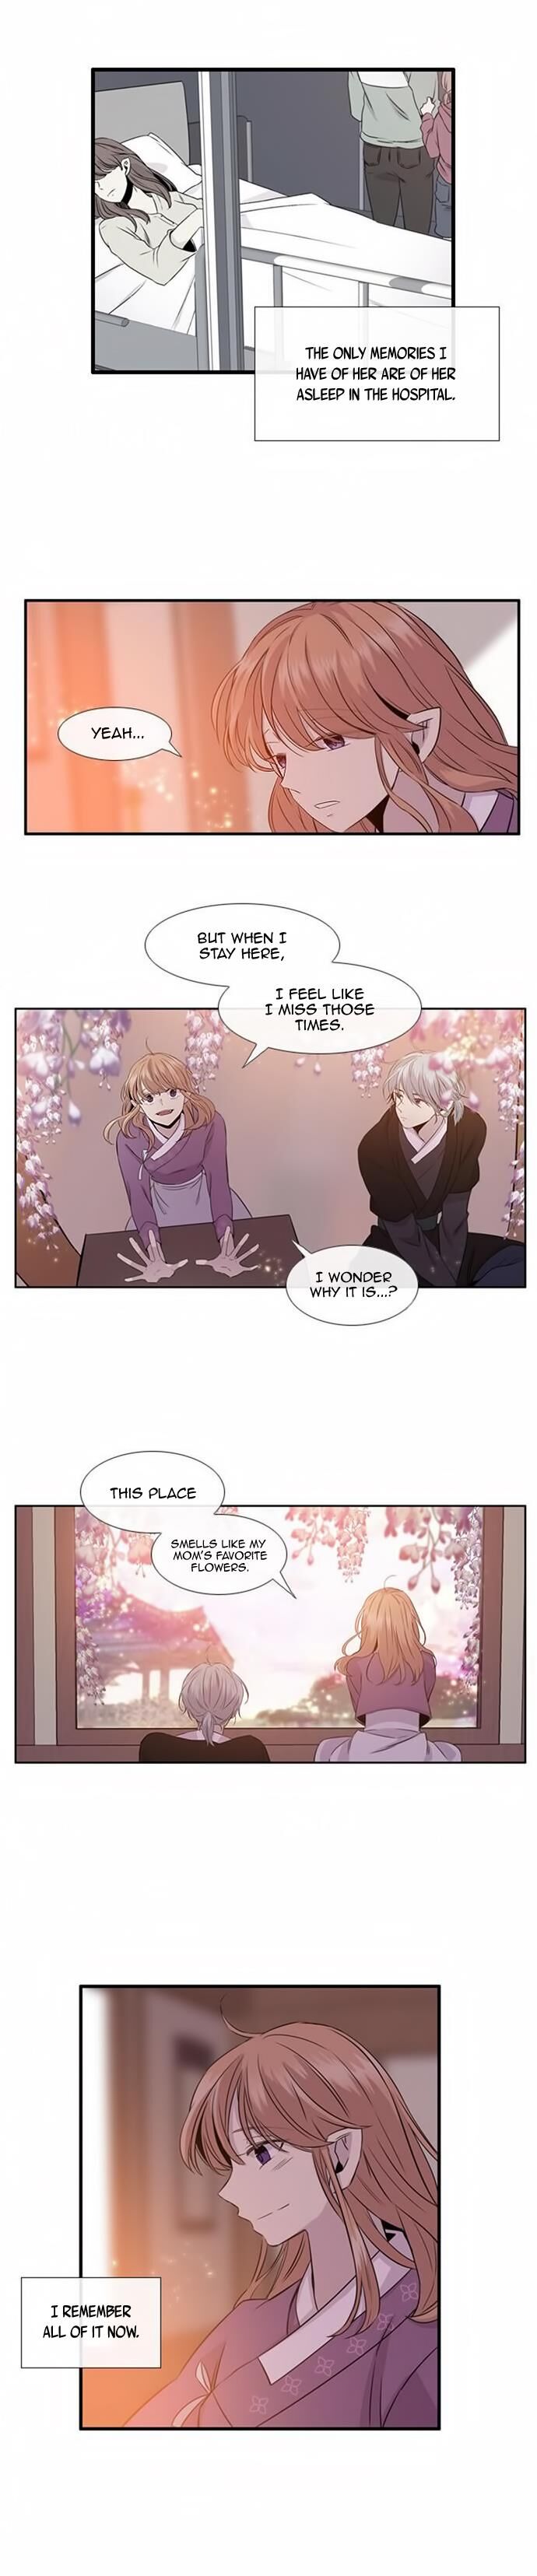 THE ONLY MEMORIES I
HAVE OF HER ARE OF HER
ASLEEP IN THE HOSPITAL.
YEAH...
BUT WHEN I
STAY HERE,
I FEEL LIKE
I MISS THOSE
TIMES.
I WONDER
WHY IT IS...?
THIS PLACE
SMELLS LIKE MY
MOM'S FAVORITE
FLOWERS.
I REMEMBER
ALL OF IT NOW.